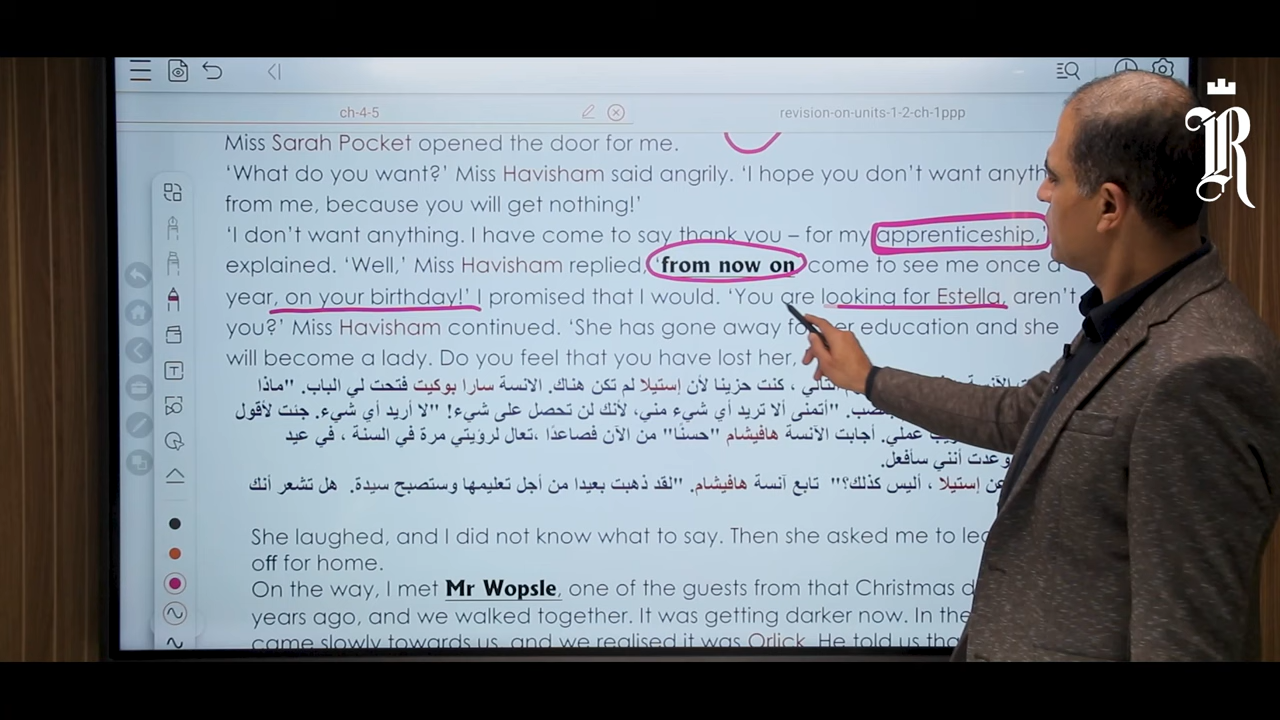 ch-4-5
revision-on-units-1-2-ch-1ppp
R
Miss Sarah Pocket opened the door for me.
‘What do you want?’ Miss Havisham said angrily. ‘I hope you don’t want anyth
from me, because you will get nothing!’
‘I don’t want anything. I have come to say thank you – for my apprenticeship,’
explained. ‘Well,’ Miss Havisham replied, ‘from now on come to see me once a
year, on your birthday!’ I promised that I would. ‘You are looking for Estella, aren’t
you?’ Miss Havisham continued. ‘She has gone away for her education and she
will become a lady. Do you feel that you have lost her,
التالي ، كنت حزينا لأن إستيلا لم تكن هناك. الانسة سارا بوكيت فتحت لي الباب. "ماذا
"أتمنى ألا تريد أي شيء مني، لأنك لن تحصل على شيء! "لا أريد أي شيء. جئت لأقول
عملي. أجابت الآنسة هافيشام "حسنًا" من الآن فصاعدًا ،تعال لرؤيتي مرة في السنة ، في عيد
وعدت أنني سأفعل.
عن إستيلا ، أليس كذلك؟" تابع آنسة هافيشام. "لقد ذهبت بعيدا من أجل تعليمها وستصبح سيدة. هل تشعر أنك
She laughed, and I did not know what to say. Then she asked me to le
off for home.
On the way, I met Mr Wopsle, one of the guests from that Christmas d
years ago, and we walked together. It was getting darker now. In the
came slowly towards us, and we realised it was Orlick. He told us tha